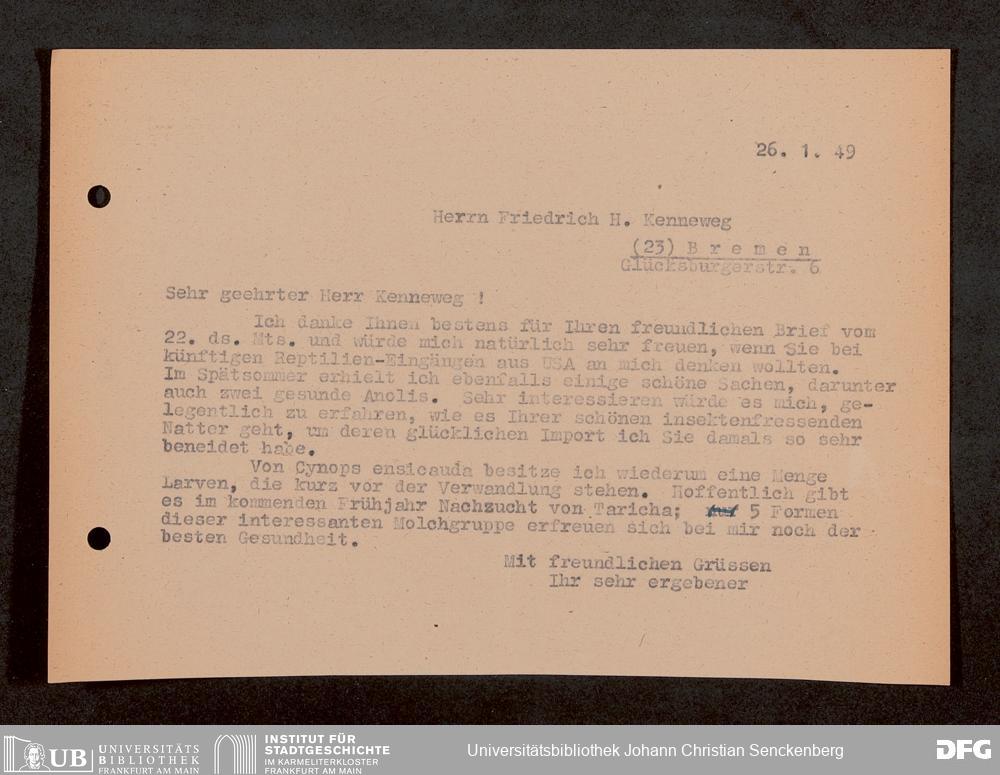 26. 1. 49
Herrn Friedrich H. Kenneweg
(23) B r e m e n
Glücksburgerstr. 6
Sehr geehrter Herr Kenneweg !
Ich danke Ihnen bestens für Ihren freundlichen Brief vom
22. ds. Mts. und würde mich natürlich sehr freuen, wenn Sie bei
künftigen Reptilien-Eingängen aus USA an mich denken wollten.
Im Spätsommer erhielt ich ebenfalls einige schöne Sachen, darunter
auch zwei gesunde Anolis. Sehr interessieren würde es mich, ge-
legentlich zu erfahren, wie es Ihrer schönen insektenfressenden
Natter geht, um deren glücklichen Import ich Sie damals so sehr
beneidet habe.
Von Cynops ensicauda besitze ich wiederum eine Menge
Larven, die kurz vor der Verwandlung stehen. Hoffentlich gibt
es im kommenden Frühjahr Nachzucht von Taricha; 5 Formen
dieser interessanten Molchgruppe erfreuen sich bei mir noch der
besten Gesundheit.
Mit freundlichen Grüssen
Ihr sehr ergebener
UB UNIVERSITÄTS
BIBLIOTHEK
FRANKFURT AM MAIN
INSTITUT FÜR
STADTGESCHICHTE
IM KARMELITERKLOSTER
FRANKFURT AM MAIN
Universitätsbibliothek Johann Christian Senckenberg
DFG